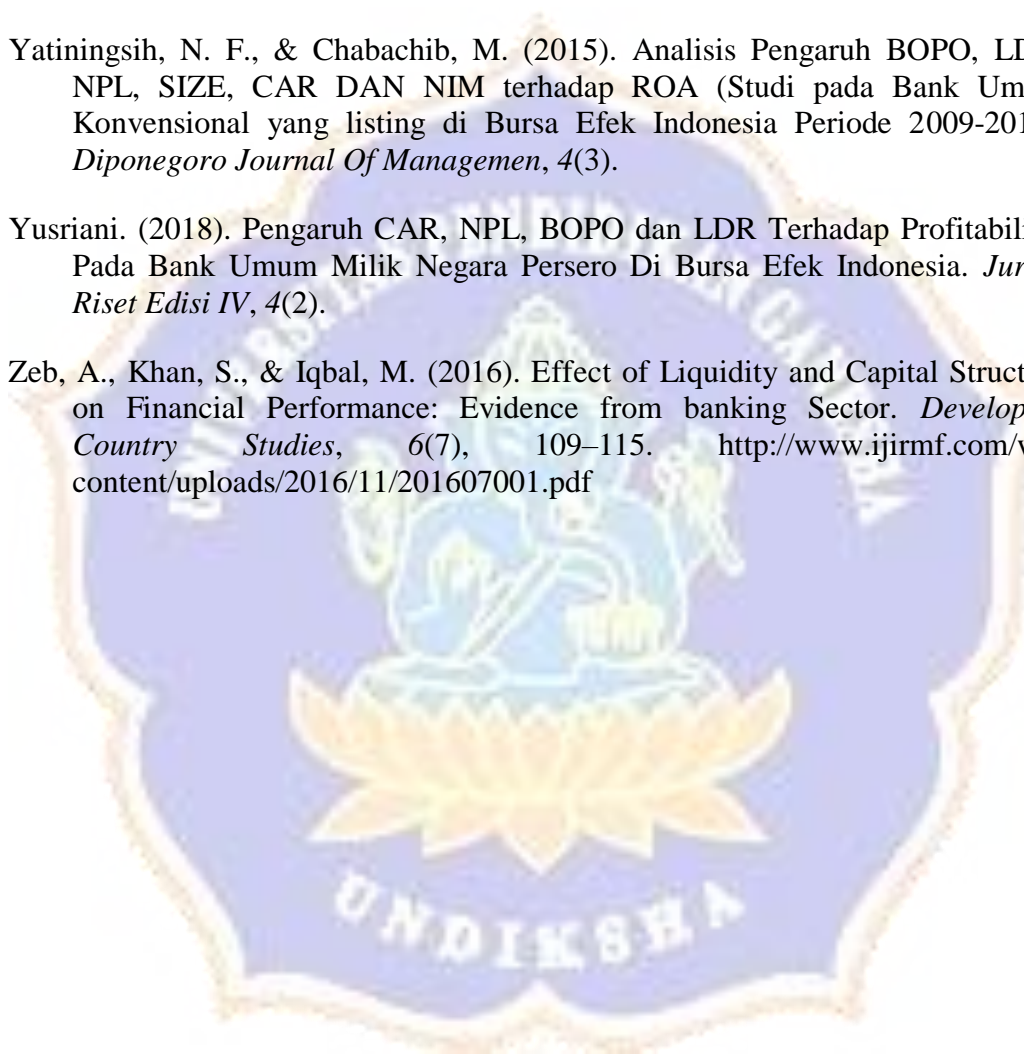 Yatiningsih, N. F., & Chabachib, M. (2015). Analisis Pengaruh BOPO, LD
NPL, SIZE, CAR DAN NIM terhadap ROA (Studi pada Bank Um
Konvensional yang listing di Bursa Efek Indonesia Periode 2009-201
Diponegoro Journal Of Managemen, 4(3).
Yusriani. (2018). Pengaruh CAR, NPL, BOPO dan LDR Terhadap Profitabili
Pada Bank Umum Milik Negara Persero Di Bursa Efek Indonesia. Jur
Riset Edisi IV, 4(2).
Zeb, A., Khan, S., & Iqbal, M. (2016). Effect of Liquidity and Capital Struct
on Financial Performance: Evidence from banking Sector. Develop
Country Studies, 6(7), 109–115. http://www.ijirmf.com/
content/uploads/2016/11/201607001.pdf
UNIVERSITAS PENDIDIKAN GANESHA
UNDIKSHA